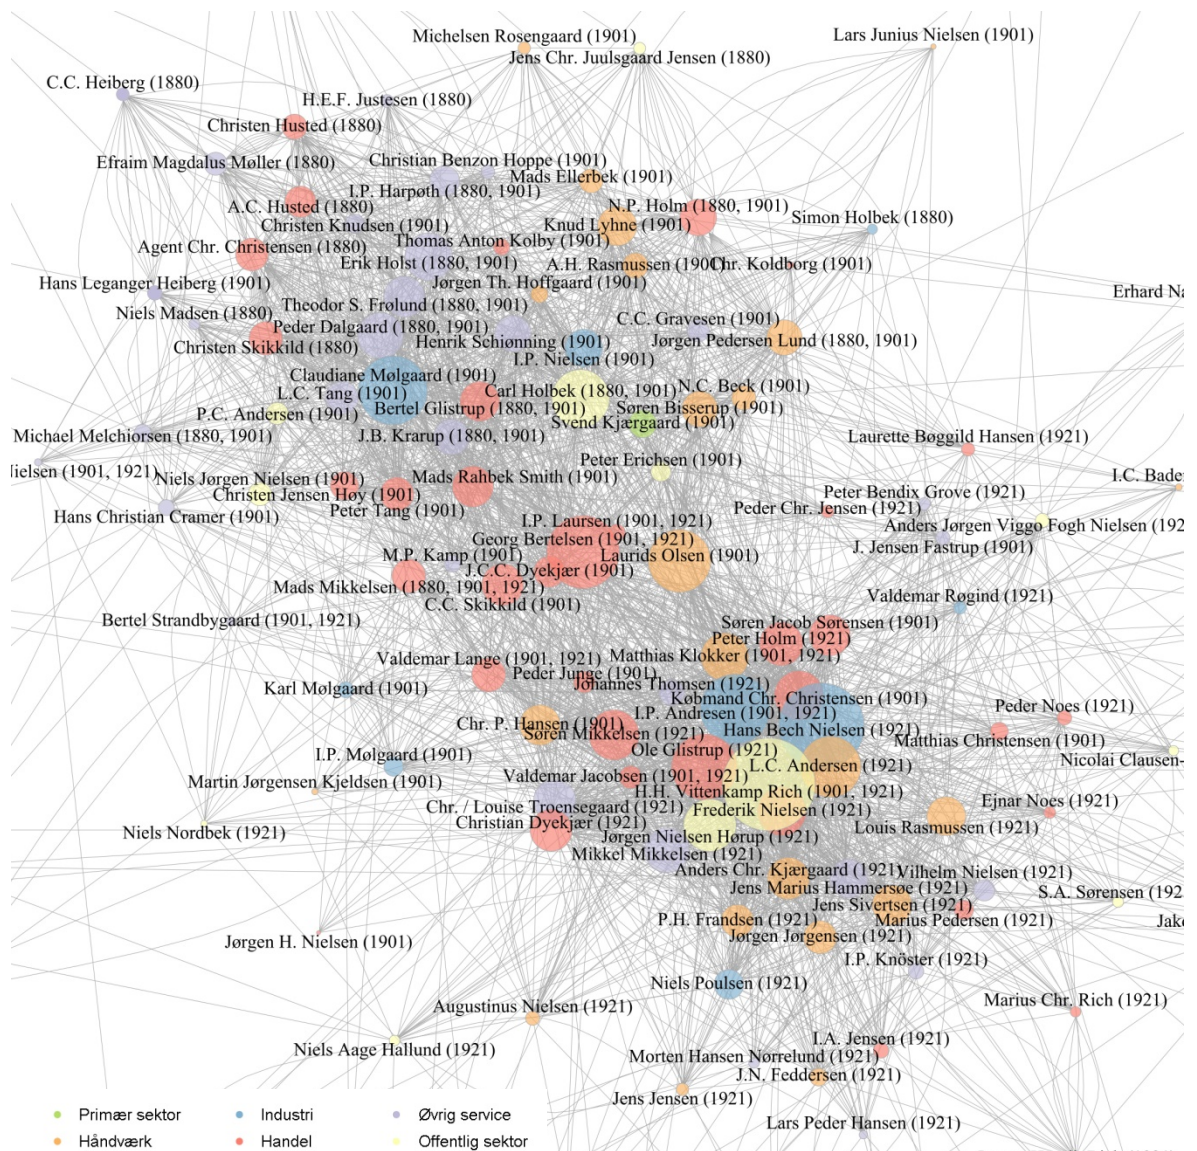 Michelsen Rosengaard (1901)
Lars Junius Nielsen (1901)
Jens Chr. Juulsgaard Jensen (1880)
C.C. Heiberg (1880)
H.E.F. Justesen (1880)
Christen Husted (1880)
Efraim Magdalus Møller (1880)
Christian Benzon Hoppe (1901)
Mads Ellerbek (1901)
I.P. Harpøth (1880, 1901)
A.C. Husted (1880)
N.P. Holm (1880, 1901)
Simon Holbek (1880)
Christen Knudsen (1901)
Knud Lyhne (1901)
Agent Chr. Christensen (1880)
Thomas Anton Kolby (1901)
Erik Holst (1880, 1901)
A.H. Rasmussen (1901)
Chr. Koldborg (1901)
Hans Leganger Heiberg (1901)
Jørgen Th. Hoffgaard (1901)
Erhard Na
Theodor S. Frølund (1880, 1901)
Niels Madsen (1880)
C.C. Gravesen (1901)
Peder Dalgaard (1880, 1901)
Henrik Schiønning (1901)
Jørgen Pedersen Lund (1880, 1901)
Christen Skikkild (1880)
I.P. Nielsen (1901)
Claudiane Mølgaard (1901)
L.C. Tang (1901)
Carl Holbek (1880, 1901)
N.C. Beck (1901)
P.C. Andersen (1901)
Bertel Glistrup (1880, 1901)
Søren Bisserup (1901)
Svend Kjærgaard (1901)
Michael Melchiorsen (1880, 1901)
J.B. Krarup (1880, 1901)
Laurette Bøggild Hansen (1921)
Peter Erichsen (1901)
Nielsen (1901, 1921)
Niels Jørgen Nielsen (1901)
Mads Rahbek Smith (1901)
I.C. Bader
Christen Jensen Høy (1901)
Peter Bendix Grove (1921)
Peter Tang (1901)
Peder Chr. Jensen (1921)
Hans Christian Cramer (1901)
I.P. Laursen (1901, 1921)
Anders Jørgen Viggo Fogh Nielsen (192
Georg Bertelsen (1901, 1921)
J. Jensen Fastrup (1901)
M.P. Kamp (1901)
Laurids Olsen (1901)
J.C.C. Dyekjær (1901)
Mads Mikkelsen (1880, 1901, 1921)
Valdemar Røgind (1921)
C.C. Skikkild (1901)
Bertel Strandbygaard (1901, 1921)
Søren Jacob Sørensen (1901)
Peter Holm (1921)
Valdemar Lange (1901, 1921)
Matthias Klokker (1901, 1921)
Peder Junge (1901)
Karl Mølgaard (1901)
Johannes Thomsen (1921)
Købmand Chr. Christensen (1901)
Peder Noes (1921)
I.P. Andresen (1901, 1921)
Chr. P. Hansen (1901)
Hans Bech Nielsen (1921)
Søren Mikkelsen (1921)
Matthias Christensen (1901)
I.P. Mølgaard (1901)
Ole Glistrup (1921)
Nicolai Clausen-
L.C. Andersen (1921)
Martin Jørgensen Kjeldsen (1901)
Valdemar Jacobsen (1901, 1921)
H.H. Vittenkamp Rich (1901, 1921)
Ejnar Noes (1921)
Chr. / Louise Troensegaard (1921)
Frederik Nielsen (1921)
Christian Dyekjær (1921)
Louis Rasmussen (1921)
Niels Nordbek (1921)
Jørgen Nielsen Hørup (1921)
Mikkel Mikkelsen (1921)
Anders Chr. Kjærgaard (1921)
Vilhelm Nielsen (1921)
Jens Marius Hammersøe (1921)
S.A. Sørensen (192
Jens Sivertsen (1921)
P.H. Frandsen (1921)
Marius Pedersen (1921)
Jako
Jørgen H. Nielsen (1901)
Jørgen Jørgensen (1921)
I.P. Knöster (1921)
Niels Poulsen (1921)
Marius Chr. Rich (1921)
Augustinus Nielsen (1921)
I.A. Jensen (1921)
Niels Aage Hallund (1921)
Morten Hansen Nørrelund (1921)
J.N. Feddersen (1921)
Jens Jensen (1921)
Lars Peder Hansen (1921)
Primær sektor
Industri
Øvrig service
Håndværk
Handel
Offentlig sektor